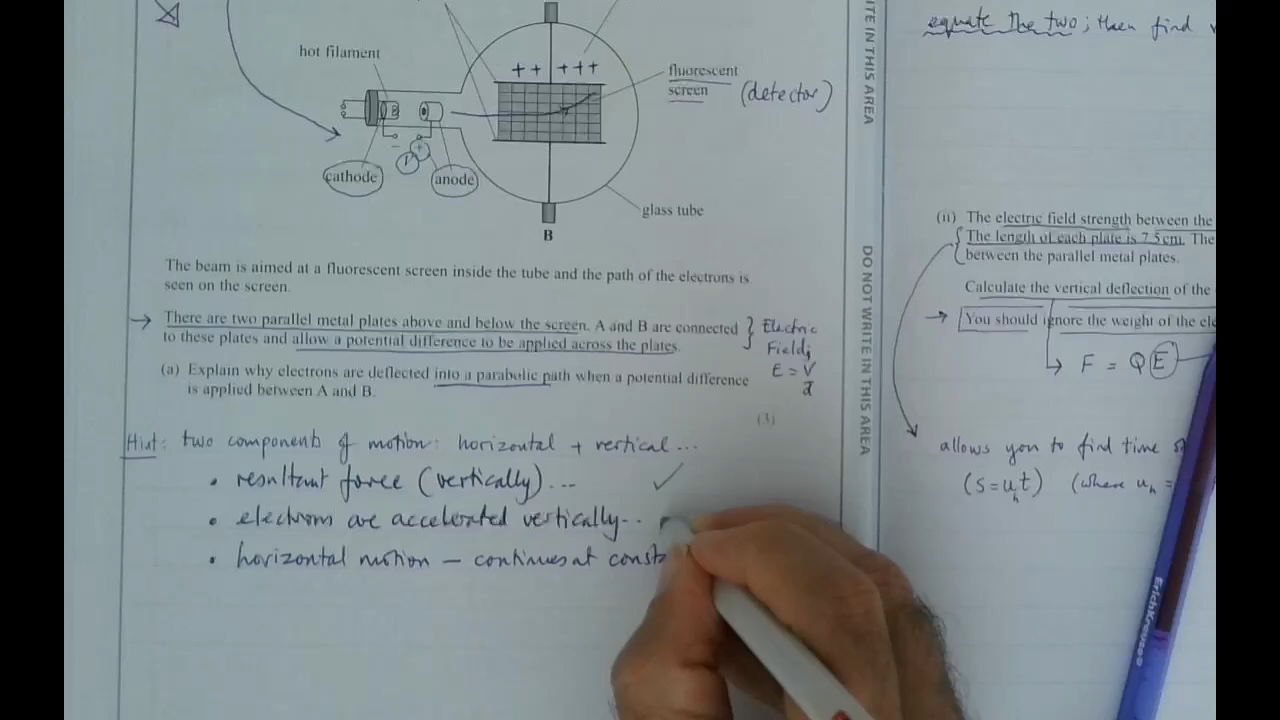 hot filament
++ +++
fluorescent
screen (detector)
cathode
anode
V
glass tube
B
The beam is aimed at a fluorescent screen inside the tube and the path of the electrons is
seen on the screen.
There are two parallel metal plates above and below the screen. A and B are connected
to these plates and allow a potential difference to be applied across the plates.
Electric
Field;
E = V
d
(a) Explain why electrons are deflected into a parabolic path when a potential difference
is applied between A and B.
(3)
Hint: two components of motion: horizontal + vertical ...
• resultant force (vertically)...
• electrons are accelerated vertically...
• horizontal motion – continues at
ITE IN THIS AREA
DO NOT WRITE IN THIS AREA
equate the two; then find
(ii) The electric field strength between the
The length of each plate is 7.5 cm. The
between the parallel metal plates.
Calculate the vertical deflection of the
You should ignore the weight of the
F = QE
allows you to find time
(s = uht) (where uh =
ErichKrause